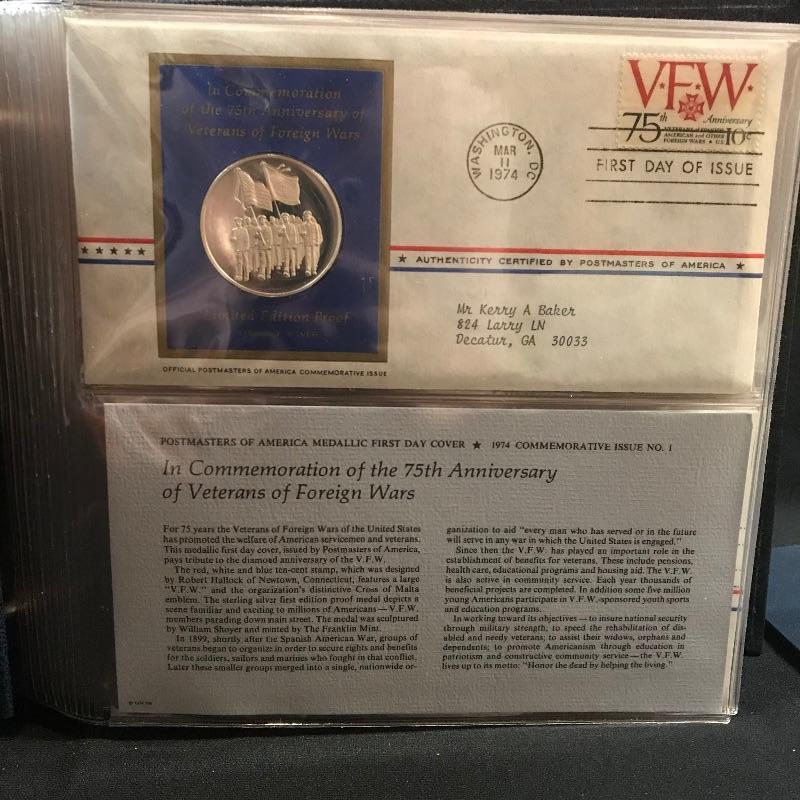 In Commemoration
of the 75th Anniversary of
Veterans of Foreign Wars
Limited Edition Proof
OFFICIAL POSTMASTERS OF AMERICA COMMEMORATIVE ISSUE
WASHINGTON, DC
MAR
11
1974
V.F.W.
75th Anniversary
AMERICAN and OTHER
FOREIGN WARS ★ U.S. 10c
FIRST DAY OF ISSUE
★ AUTHENTICITY CERTIFIED BY POSTMASTERS OF AMERICA ★
Mr Kerry A Baker
824 Larry LN
Decatur, GA 30033
POSTMASTERS OF AMERICA MEDALLIC FIRST DAY COVER ★ 1974 COMMEMORATIVE ISSUE NO. 1
In Commemoration of the 75th Anniversary
of Veterans of Foreign Wars
For 75 years the Veterans of Foreign Wars of the United States
has promoted the welfare of American servicemen and veterans.
This medallic first day cover, issued by Postmasters of America,
pays tribute to the diamond anniversary of the V.F.W.
The red, white and blue ten-cent stamp, which was designed
by Robert Hallock of Newtown, Connecticut, features a large
"V.F.W." and the organization's distinctive Cross of Malta
emblem. The sterling silver first edition proof medal depicts a
scene familiar and exciting to millions of Americans—V.F.W.
members parading down main street. The medal was sculptured
by William Shoyer and minted by The Franklin Mint.
In 1899, shortly after the Spanish American War, groups of
veterans began to organize in order to secure rights and benefits
for the soldiers, sailors and marines who fought in that conflict.
Later these smaller groups merged into a single, nationwide or-
ganization to aid "every man who has served or in the future
will serve in any war in which the United States is engaged."
Since then the V.F.W. has played an important role in the
establishment of benefits for veterans. These include pensions,
health care, educational programs and housing aid. The V.F.W.
is also active in community service. Each year thousands of
beneficial projects are completed. In addition some five million
young Americans participate in V.F.W.-sponsored youth sports
and education programs.
In working toward its objectives—to insure national security
through military strength; to speed the rehabilitation of dis-
abled and needy veterans; to assist their widows, orphans and
dependents; to promote Americanism through education in
patriotism and constructive community service—the V.F.W.
lives up to its motto: "Honor the dead by helping the living."